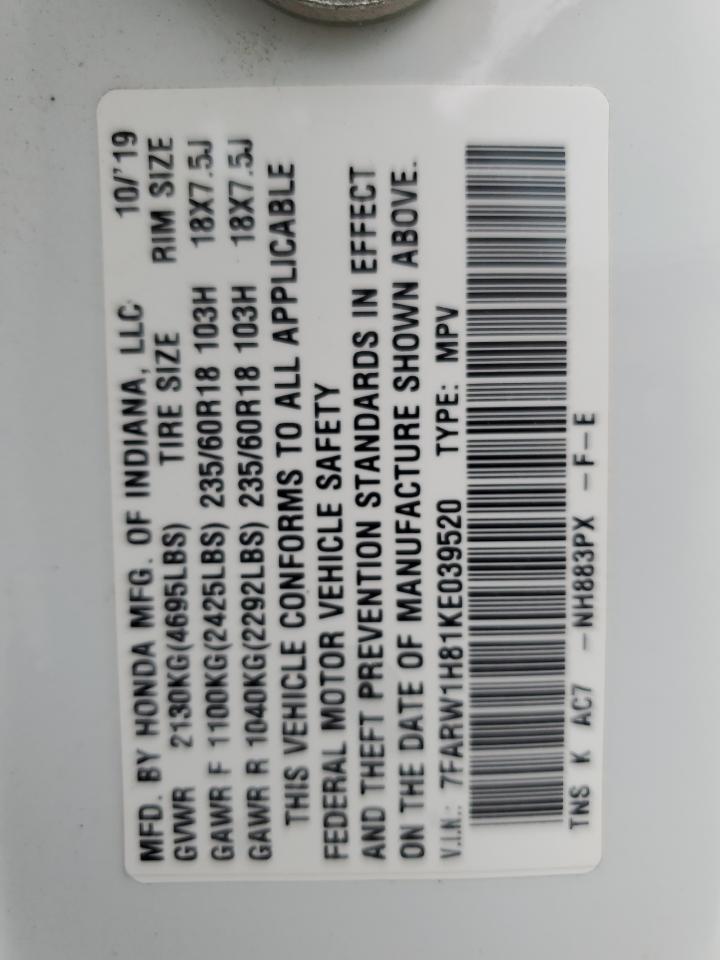 MFD. BY HONDA MFG. OF INDIANA, LLC 10/'19
GVWR 2130KG(4695LBS) TIRE SIZE RIM SIZE
GAWR F 1100KG(2425LBS) 235/60R18 103H 18X7.5J
GAWR R 1040KG(2292LBS) 235/60R18 103H 18X7.5J
THIS VEHICLE CONFORMS TO ALL APPLICABLE
FEDERAL MOTOR VEHICLE SAFETY
AND THEFT PREVENTION STANDARDS IN EFFECT
ON THE DATE OF MANUFACTURE SHOWN ABOVE.
V.I.N.: 7FARW1H81KE039520 TYPE: MPV
TNS K AC7 -NH883PX -F-E